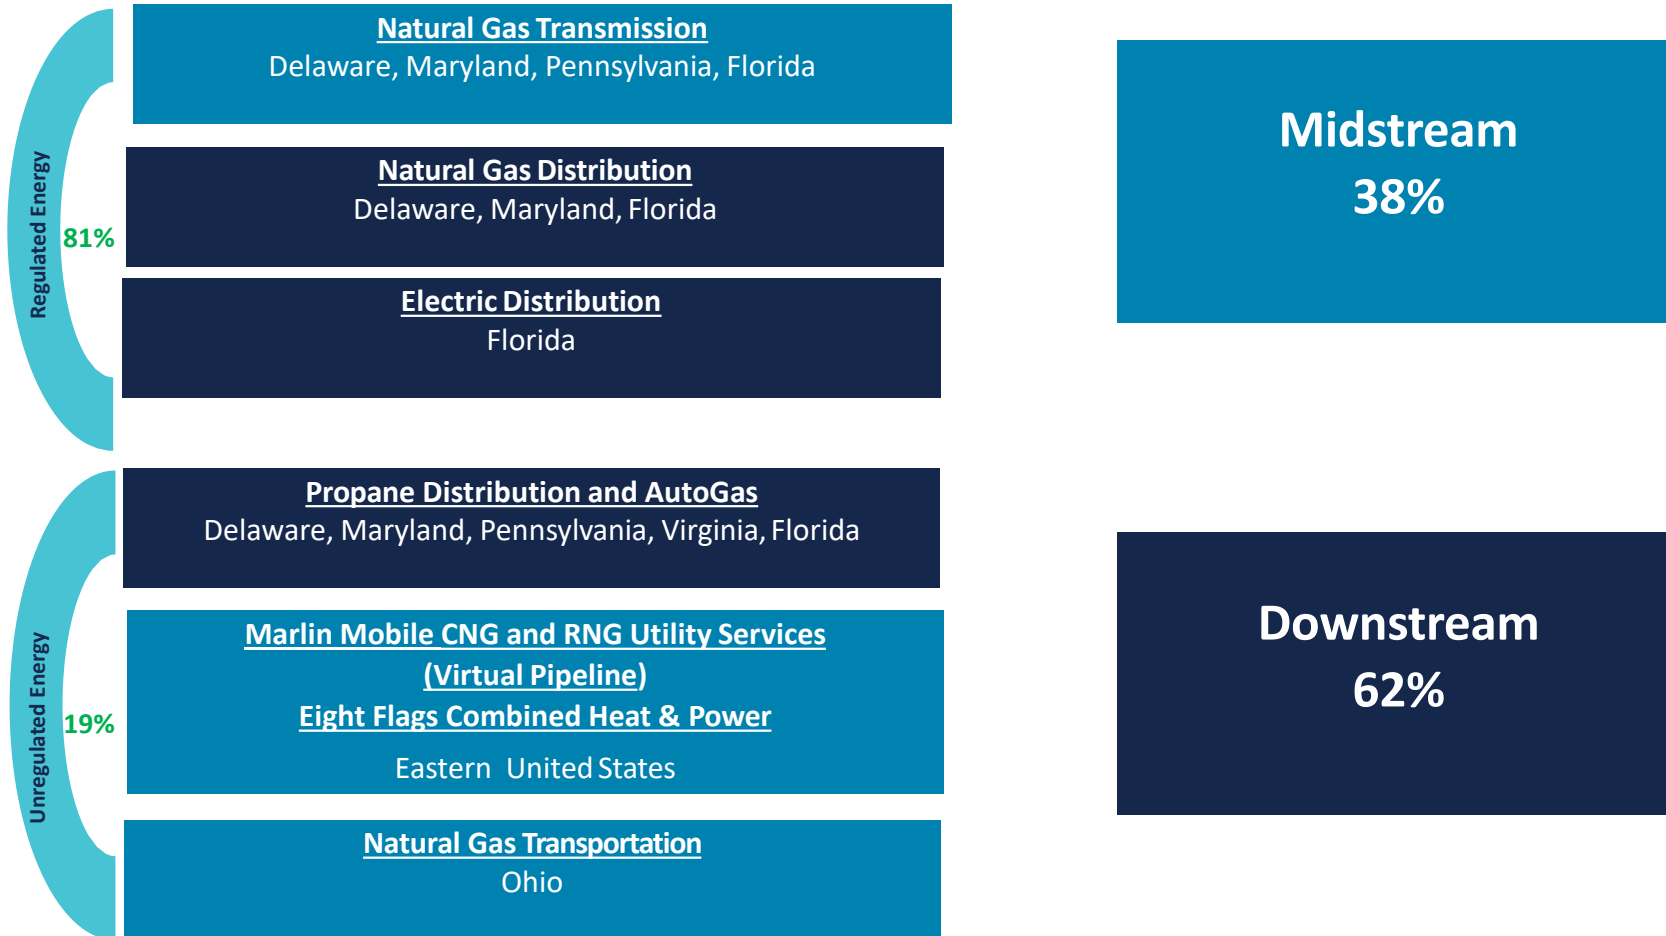 Natural Gas Transmission
Delaware, Maryland, Pennsylvania, Florida
Natural Gas Distribution
Delaware, Maryland, Florida
Electric Distribution
Florida
Regulated Energy
81%
Propane Distribution and AutoGas
Delaware, Maryland, Pennsylvania, Virginia, Florida
Marlin Mobile CNG and RNG Utility Services
(Virtual Pipeline)
Eight Flags Combined Heat & Power
Eastern United States
Natural Gas Transportation
Ohio
Unregulated Energy
19%
Midstream
38%
Downstream
62%